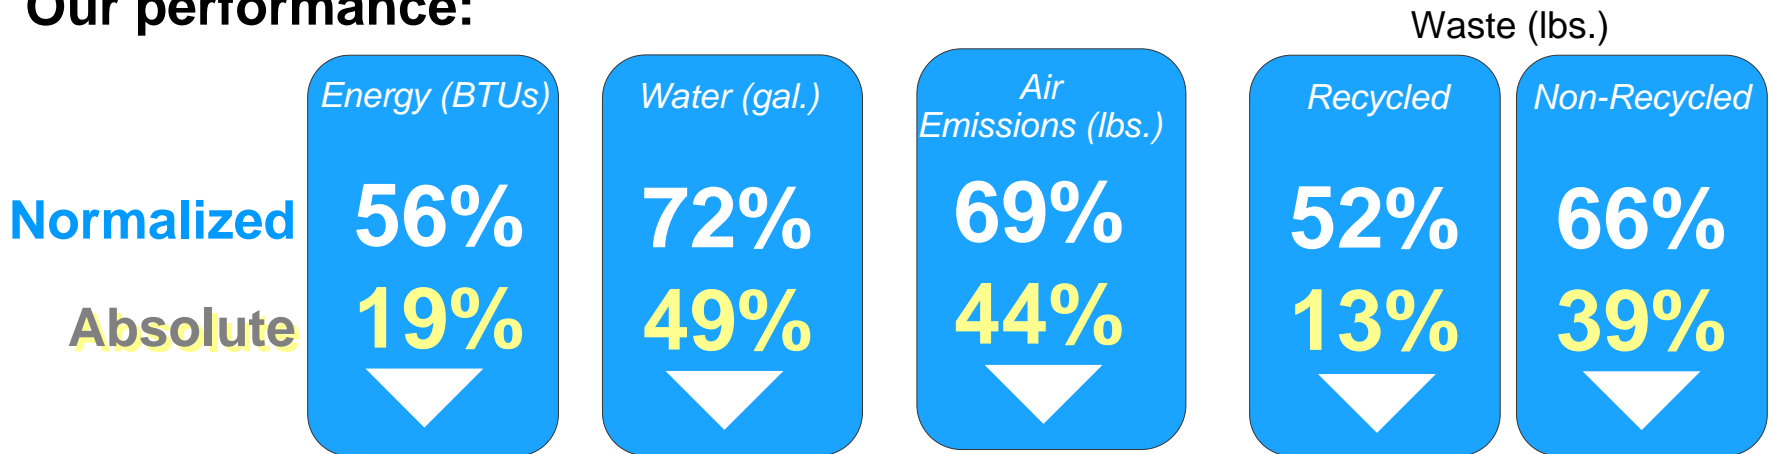 Our performance:
Waste (lbs.)
Energy (BTUs)
Water (gal.)
Air
Emissions (lbs.)
Recycled
Non-Recycled
Normalized 56% 72% 69% 52% 66%
Absolute 19% 49% 44% 13% 39%